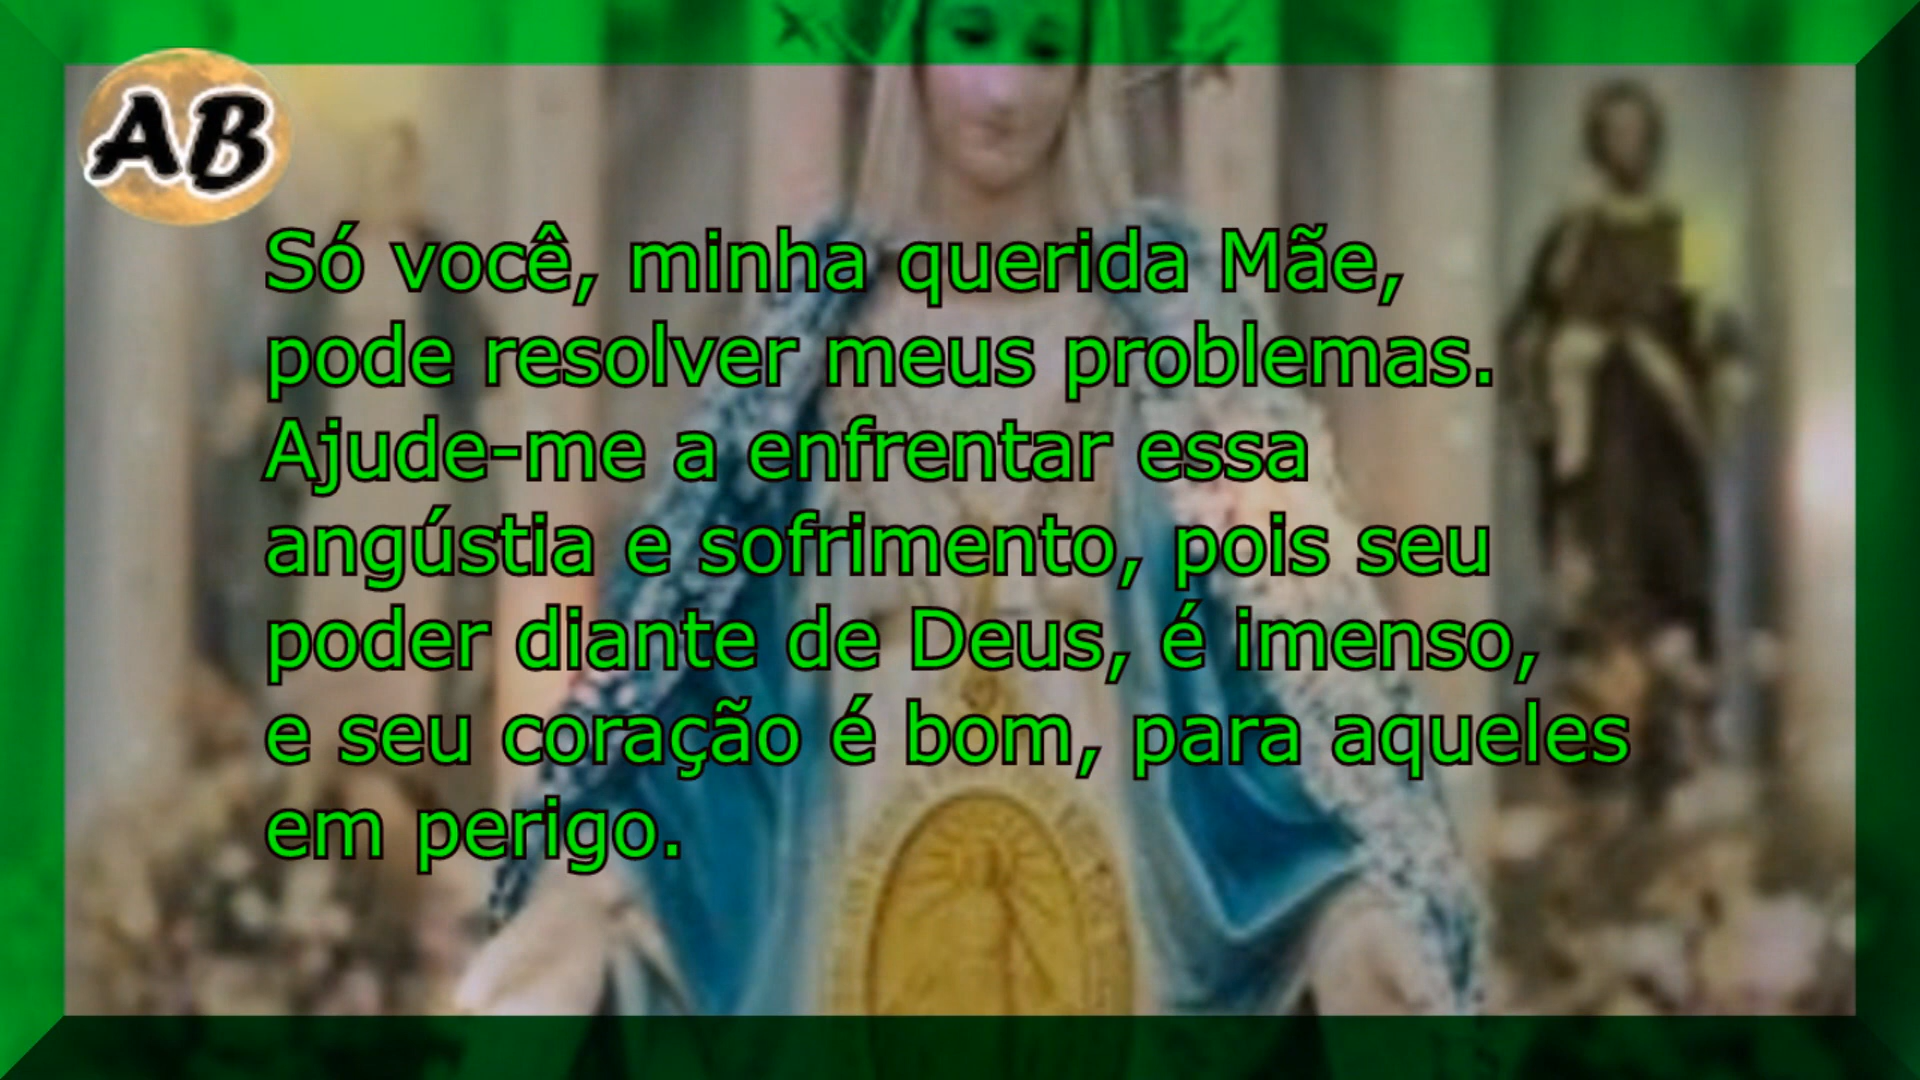 AB
Só você, minha querida Mãe,
pode resolver meus problemas.
Ajude-me a enfrentar essa
angústia e sofrimento, pois seu
poder diante de Deus, é imenso,
e seu coração é bom, para aqueles
em perigo.